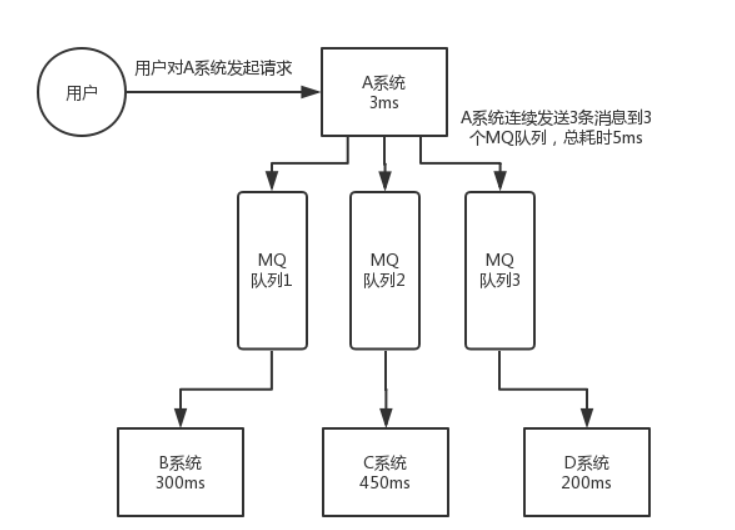 用户对A系统发起请求
用户
A系统
3ms
A系统连续发送3条消息到3
个MQ队列，总耗时5ms
MQ
队列1
MQ
队列2
MQ
队列3
B系统
300ms
C系统
450ms
D系统
200ms